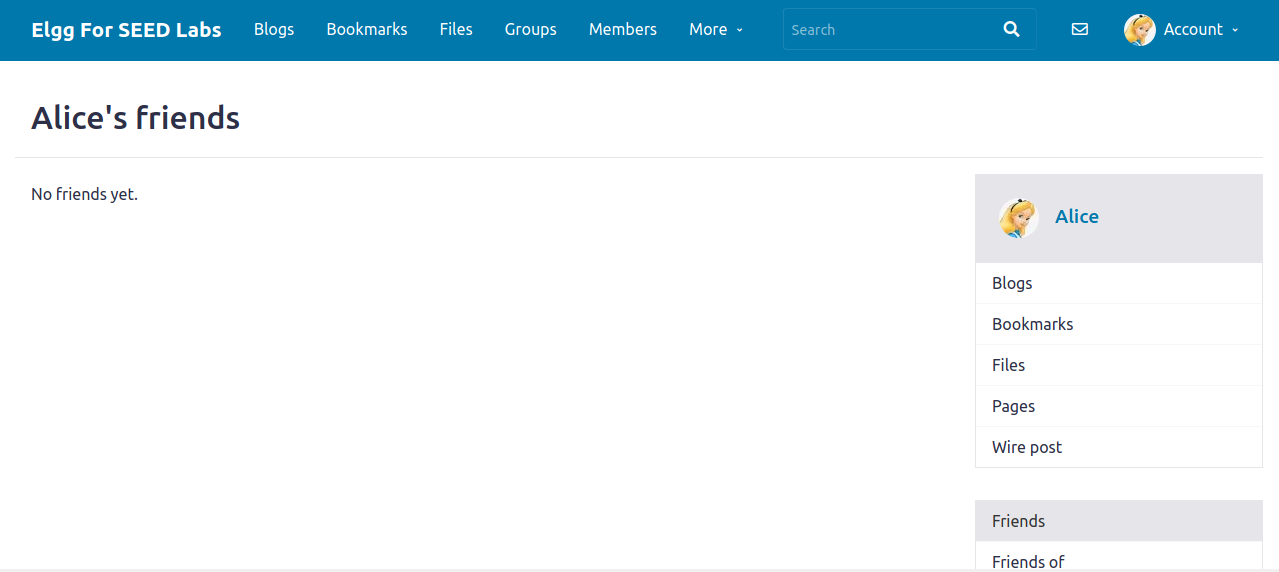 Elgg For SEED Labs Blogs Bookmarks Files Groups Members More Search Account
Alice's friends
No friends yet.
Alice
Blogs
Bookmarks
Files
Pages
Wire post
Friends
Friends of